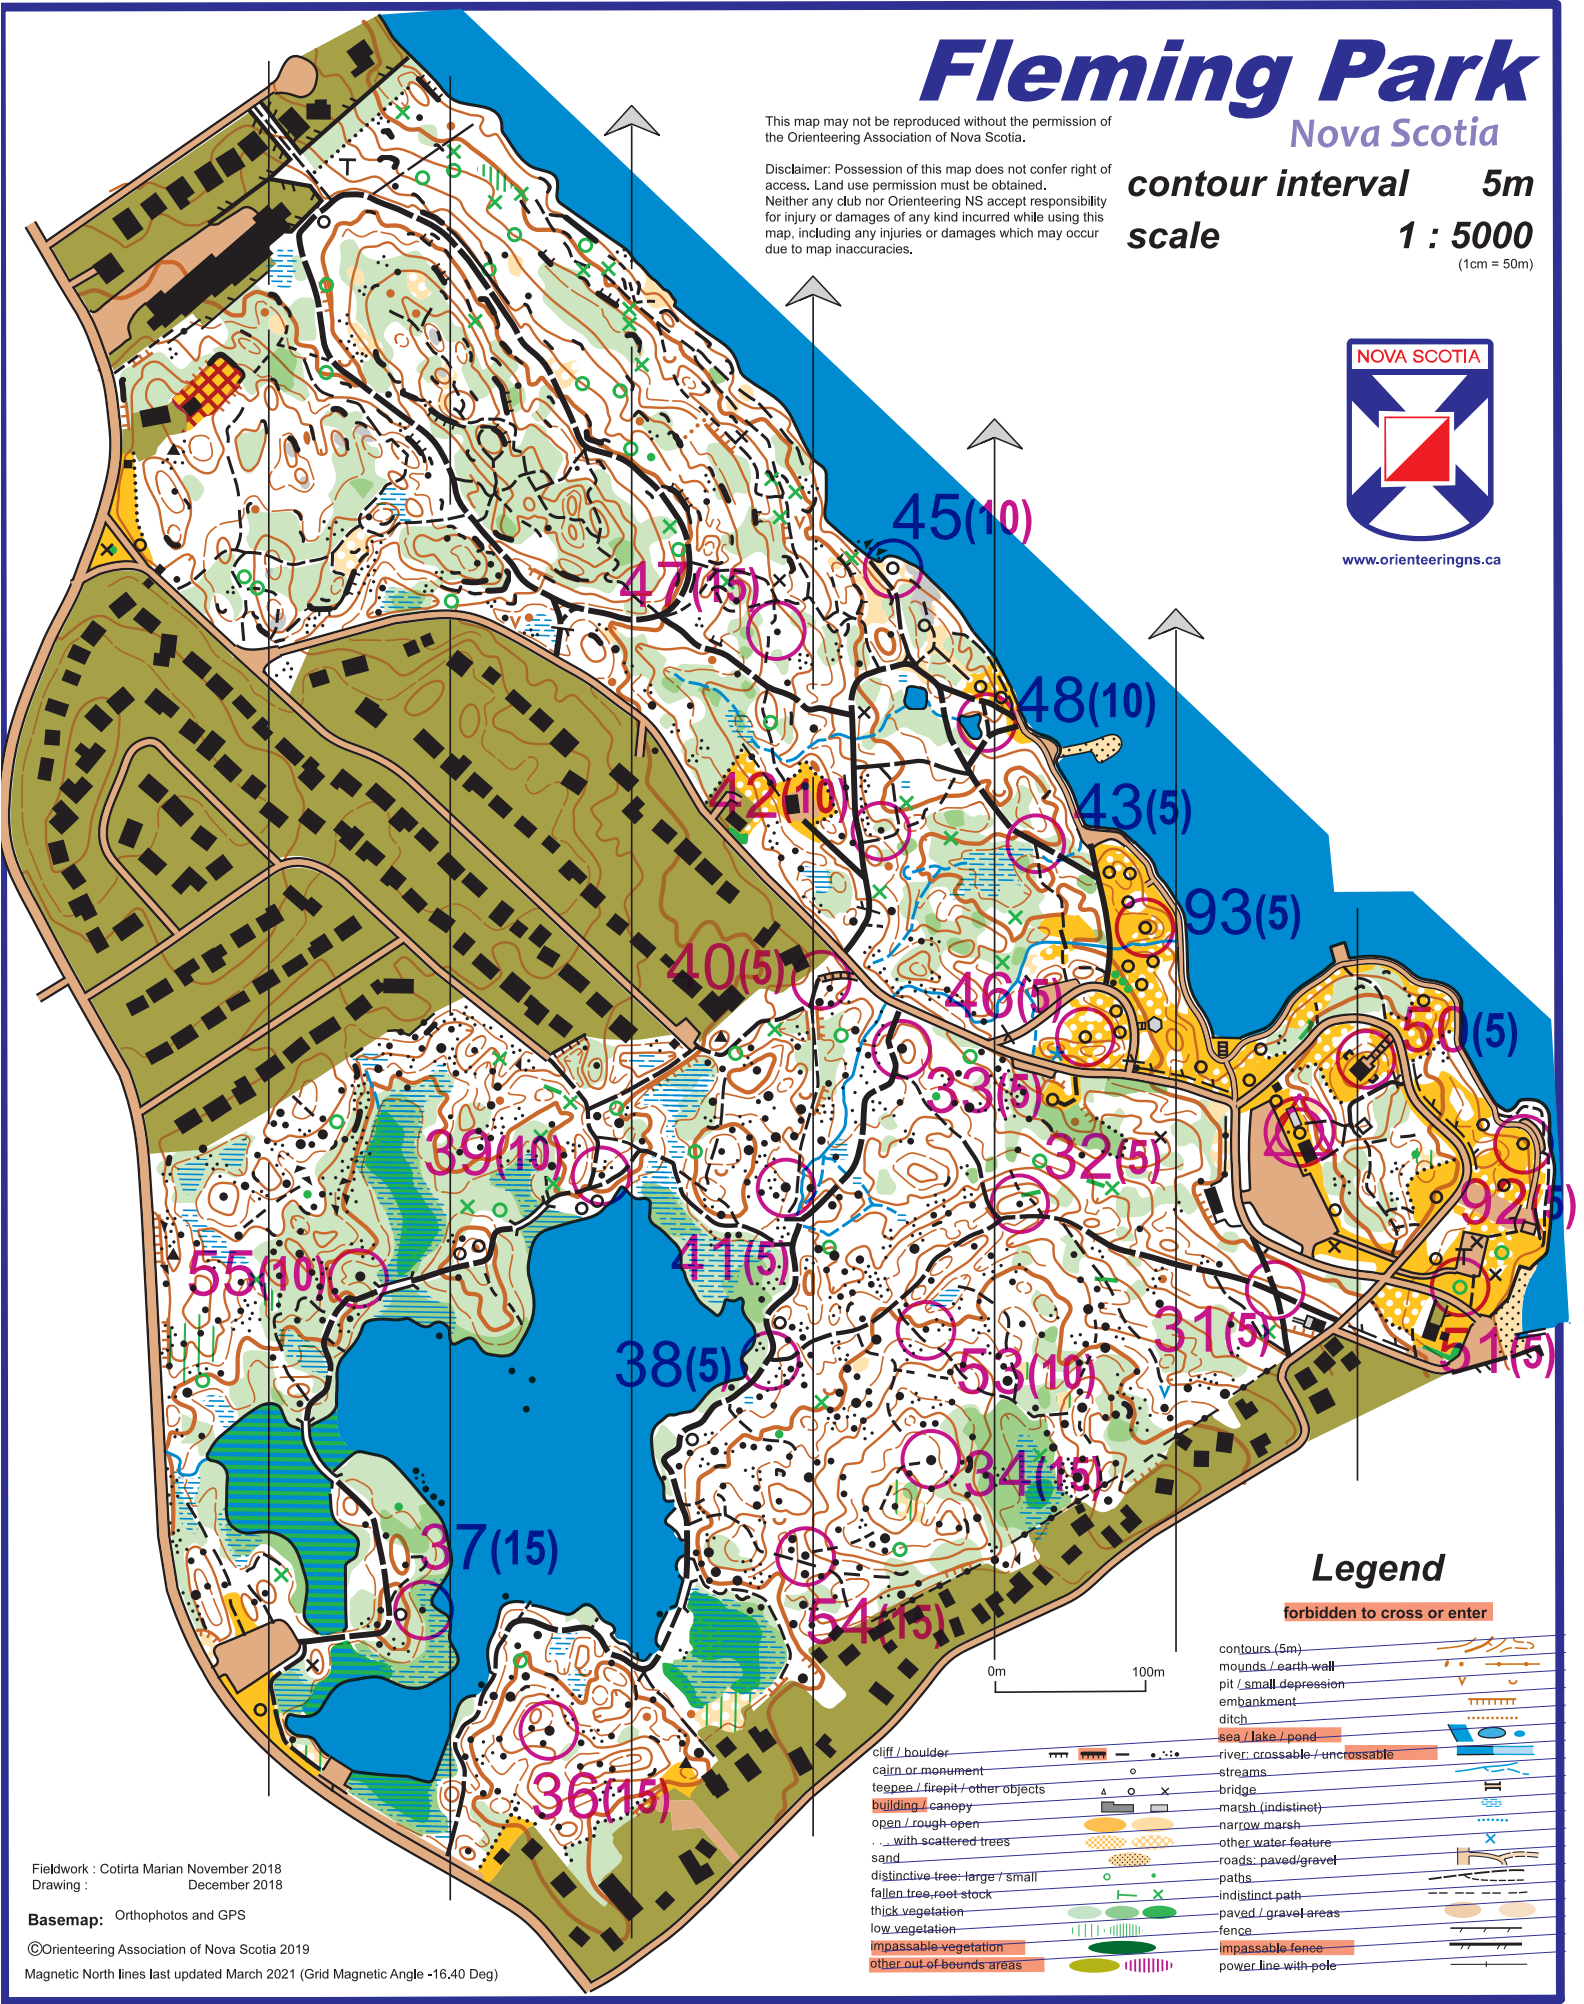 Fleming Park
Nova Scotia
This map may not be reproduced without the permission of
the Orienteering Association of Nova Scotia.
Disclaimer: Possession of this map does not confer right of
access. Land use permission must be obtained.
Neither any club nor Orienteering NS accept responsibility
for injury or damages of any kind incurred while using this
map, including any injuries or damages which may occur
due to map inaccuracies.
contour interval 5m
scale 1 : 5000
(1cm = 50m)
NOVA SCOTIA
www.orienteeringns.ca
45(10)
47(15)
48(10)
42(10)
43(5)
93(5)
40(5)
46(5)
50(5)
33(5)
39(10)
32(5)
92(5)
55(10)
41(5)
31(5)
38(5)
53(10)
51(5)
34(15)
37(15)
54(15)
36(15)
0m 100m
Legend
forbidden to cross or enter
contours (5m)
mounds / earth wall
pit / small depression
embankment
ditch
sea / lake / pond
river: crossable / uncrossable
streams
bridge
marsh (indistinct)
narrow marsh
other water feature
roads: paved/gravel
paths
indistinct path
paved / gravel areas
fence
impassable fence
power line with pole
cliff / boulder
cairn or monument
teepee / firepit / other objects
building / canopy
open / rough open
. . . with scattered trees
sand
distinctive tree: large / small
fallen tree,root stock
thick vegetation
low vegetation
impassable vegetation
other out of bounds areas
Fieldwork : Cotirta Marian November 2018
Drawing : December 2018
Basemap: Orthophotos and GPS
©Orienteering Association of Nova Scotia 2019
Magnetic North lines last updated March 2021 (Grid Magnetic Angle -16.40 Deg)